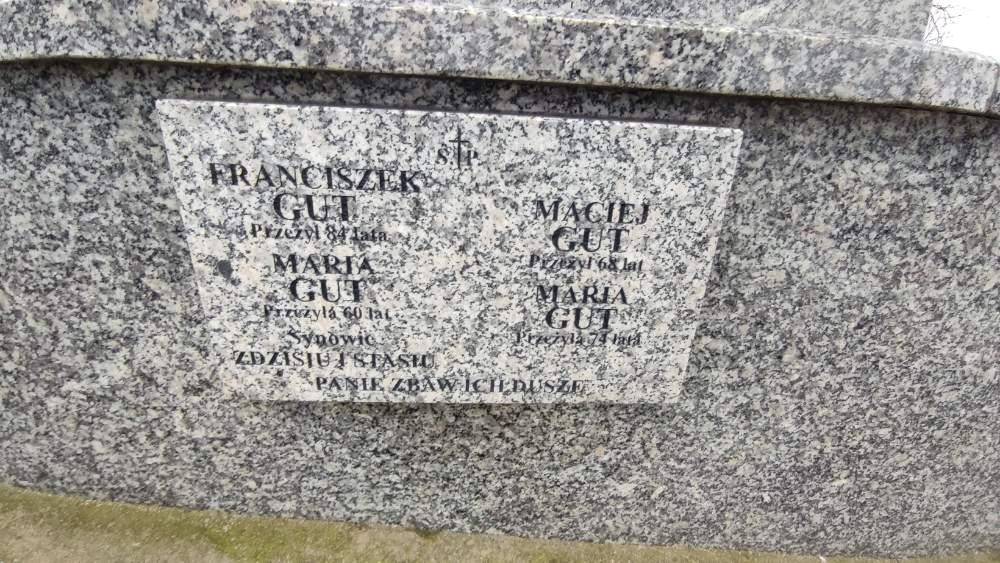 S P
FRANCISZEK
GUT
Przeżył 84 lata
MARIA
GUT
Przeżyła 60 lat
Synowie
ZDZISIU I STASIU
MACIEJ
GUT
Przeżył 68 lat
MARIA
GUT
Przeżyła 74 lata
PANIE ZBAW ICH DUSZE